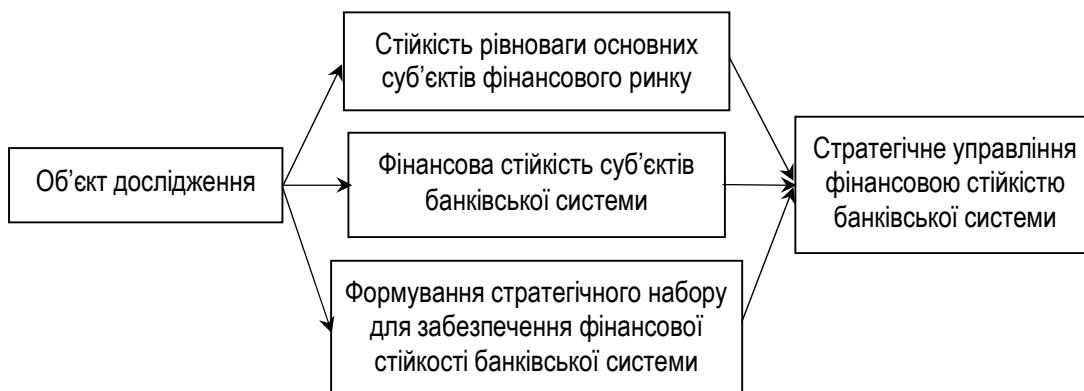 Стійкість рівноваги основних
суб’єктів фінансового ринку
Об’єкт дослідження
Фінансова стійкість суб’єктів
банківської системи
Формування стратегічного набору
для забезпечення фінансової
стійкості банківської системи
Стратегічне управління
фінансовою стійкістю
банківської системи